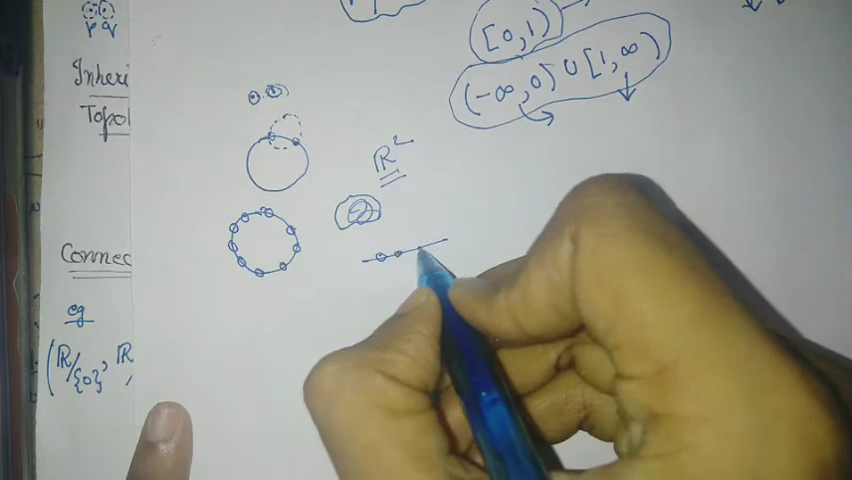 p q
Inheri
Topol
Connec
eg
(ℝ/{0}, ℝ
[0,1)
(-∞,0) ∪ [1,∞)
ℝ²